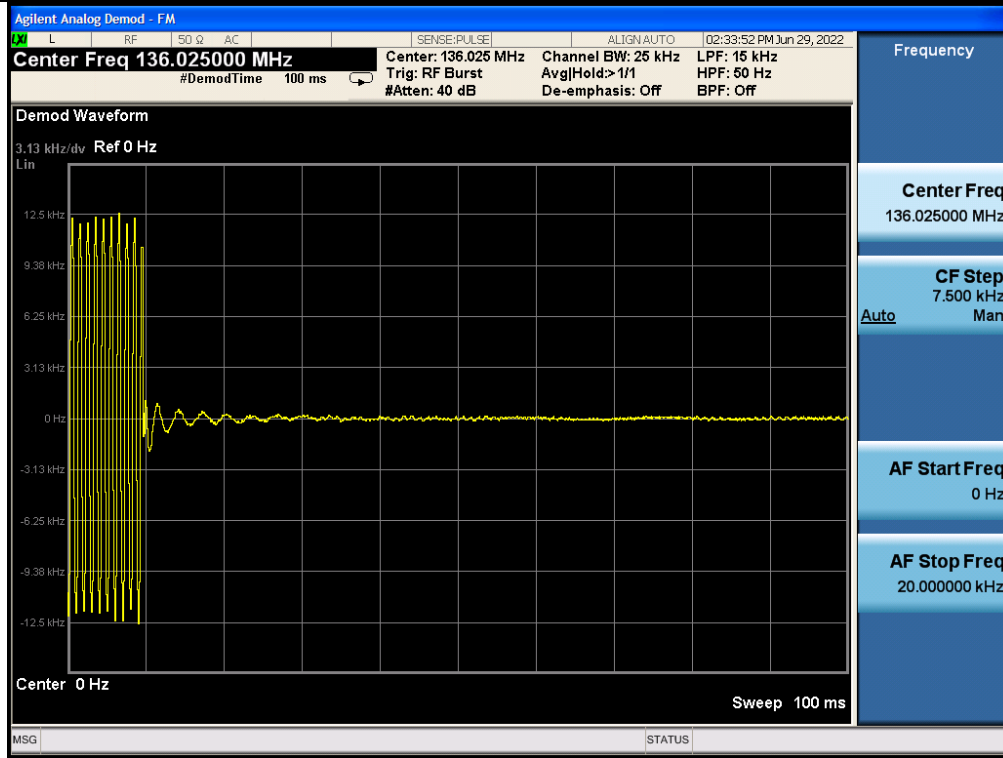 Agilent Analog Demod - FM
LXI L RF 50 Ω AC SENSE:PULSE ALIGN AUTO 02:33:52 PM Jun 29, 2022
Center Freq 136.025000 MHz
#DemodTime 100 ms
Center: 136.025 MHz Channel BW: 25 kHz LPF: 15 kHz
Trig: RF Burst Avg|Hold:>1/1 HPF: 50 Hz
#Atten: 40 dB De-emphasis: Off BPF: Off
Demod Waveform
3.13 kHz/dv Ref 0 Hz
Lin
12.5 kHz
9.38 kHz
6.25 kHz
3.13 kHz
0 Hz
-3.13 kHz
-6.25 kHz
-9.38 kHz
-12.5 kHz
Center 0 Hz
Sweep 100 ms
MSG STATUS
Frequency
Center Freq
136.025000 MHz
CF Step
7.500 kHz
Auto Man
AF Start Freq
0 Hz
AF Stop Freq
20.000000 kHz